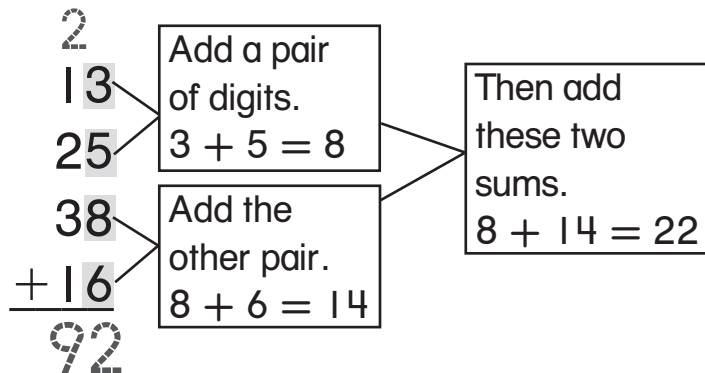 2
13
25
38
+ 16
92
Add a pair
of digits.
3 + 5 = 8
Add the
other pair.
8 + 6 = 14
Then add
these two
sums.
8 + 14 = 22